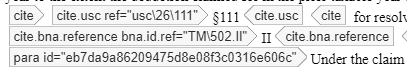 cite cite.usc ref="usc\26\111" §111 cite.usc cite for resolv
cite.bna.reference bna.id.ref="TM\502.II" II cite.bna.reference
para id="eb7da9a86209475d8e08f3c0316e606c" Under the claim